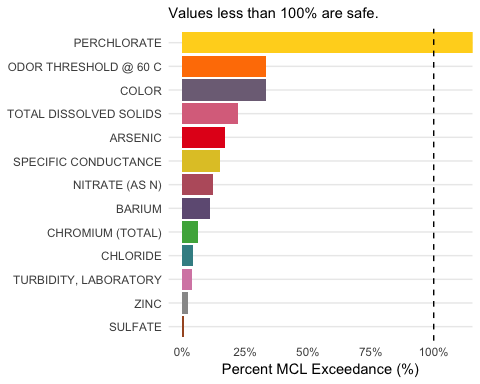 Values less than 100% are safe.
PERCHLORATE
ODOR THRESHOLD @ 60 C
COLOR
TOTAL DISSOLVED SOLIDS
ARSENIC
SPECIFIC CONDUCTANCE
NITRATE (AS N)
BARIUM
CHROMIUM (TOTAL)
CHLORIDE
TURBIDITY, LABORATORY
ZINC
SULFATE
0% 25% 50% 75% 100%
Percent MCL Exceedance (%)